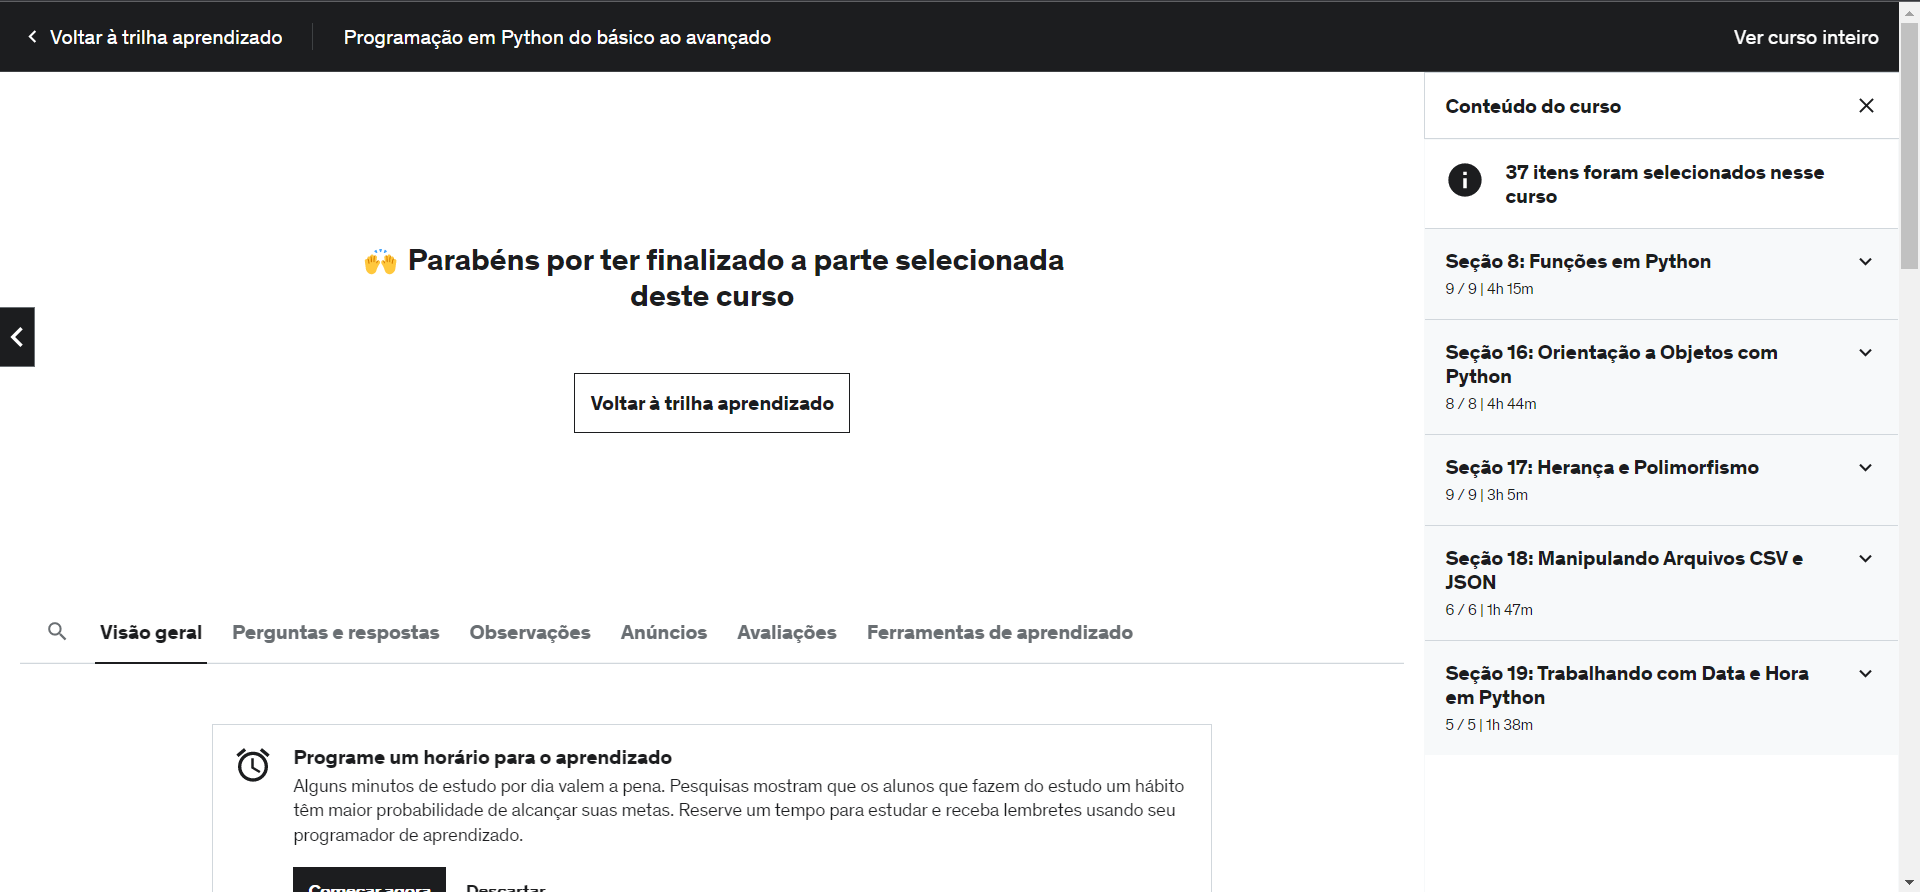 Voltar à trilha aprendizado
Programação em Python do básico ao avançado
Ver curso inteiro
Parabéns por ter finalizado a parte selecionada
deste curso
Voltar à trilha aprendizado
Visão geral
Perguntas e respostas
Observações
Anúncios
Avaliações
Ferramentas de aprendizado
Programe um horário para o aprendizado
Alguns minutos de estudo por dia valem a pena. Pesquisas mostram que os alunos que fazem do estudo um hábito
têm maior probabilidade de alcançar suas metas. Reserve um tempo para estudar e receba lembretes usando seu
programador de aprendizado.
Começar agora
Descartar
Conteúdo do curso
37 itens foram selecionados nesse
curso
Seção 8: Funções em Python
9 / 9 | 4h 15m
Seção 16: Orientação a Objetos com
Python
8 / 8 | 4h 44m
Seção 17: Herança e Polimorfismo
9 / 9 | 3h 5m
Seção 18: Manipulando Arquivos CSV e
JSON
6 / 6 | 1h 47m
Seção 19: Trabalhando com Data e Hora
em Python
5 / 5 | 1h 38m